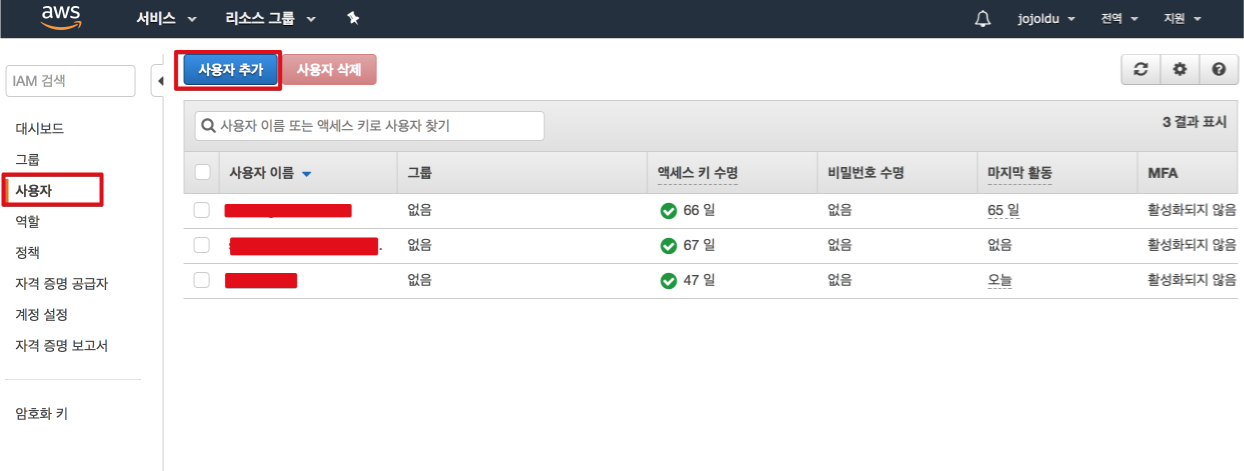 aws 서비스 리소스 그룹 jojoldu 전역 지원
IAM 검색
대시보드
그룹
사용자
역할
정책
자격 증명 공급자
계정 설정
자격 증명 보고서
암호화 키
사용자 추가 사용자 삭제
사용자 이름 또는 액세스 키로 사용자 찾기 3 결과 표시
사용자 이름 그룹 액세스 키 수명 비밀번호 수명 마지막 활동 MFA
없음 66 일 없음 65 일 활성화되지 않음
없음 67 일 없음 없음 활성화되지 않음
없음 47 일 없음 오늘 활성화되지 않음